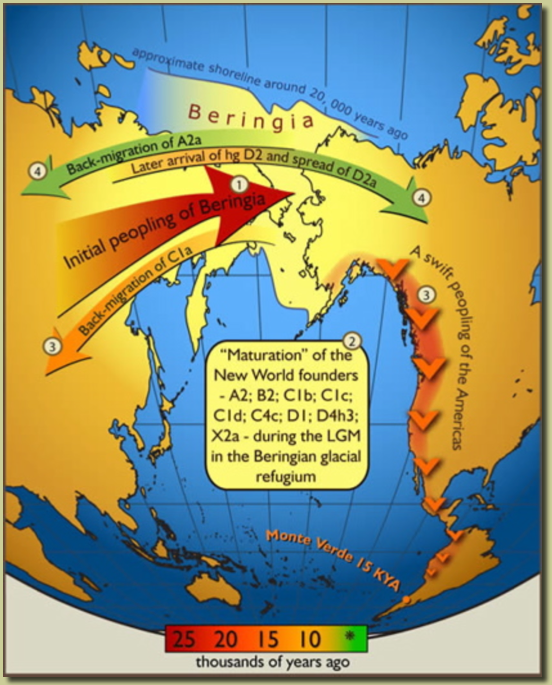 approximate shoreline around 20, 000 years ago
Beringia
4
Back-migration of A2a
Later arrival of hg D2 and spread of D2a
4
1
Initial peopling of Beringia
Back-migration of C1a
3
A swift peopling of the Americas
3
2
"Maturation" of the
New World founders
- A2; B2; C1b; C1c;
C1d; C4c; D1; D4h3;
X2a - during the LGM
in the Beringian glacial
refugium
Monte Verde 15 KYA
25 20 15 10 *
thousands of years ago